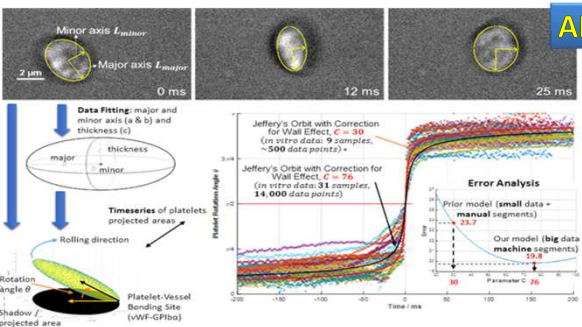 AI
Minor axis L_minor
Major axis L_major
2 μm
0 ms
12 ms
25 ms
Data Fitting: major and
minor axis (a & b) and
thickness (c)
thickness
major
minor
Timeseries of platelets
projected areas
Rolling direction
Rotation
angle θ
Shadow /
projected area
Platelet-Vessel
Bonding Site
(vWF-GPIbα)
Jeffery's Orbit with Correction
for Wall Effect, C = 30
(in vitro data: 9 samples,
~500 data points)
Jeffery's Orbit with Correction for
Wall Effect, C = 76
(in vitro data: 31 samples,
14,000 data points)
Platelet Rotation Angle
-200
-150
-100
-50
0
50
100
150
200
Time / ms
Error Analysis
Prior model (small data +
manual segments)
23.7
Our model (big data
machine segments)
19.8
Error
30
76
Parameter C